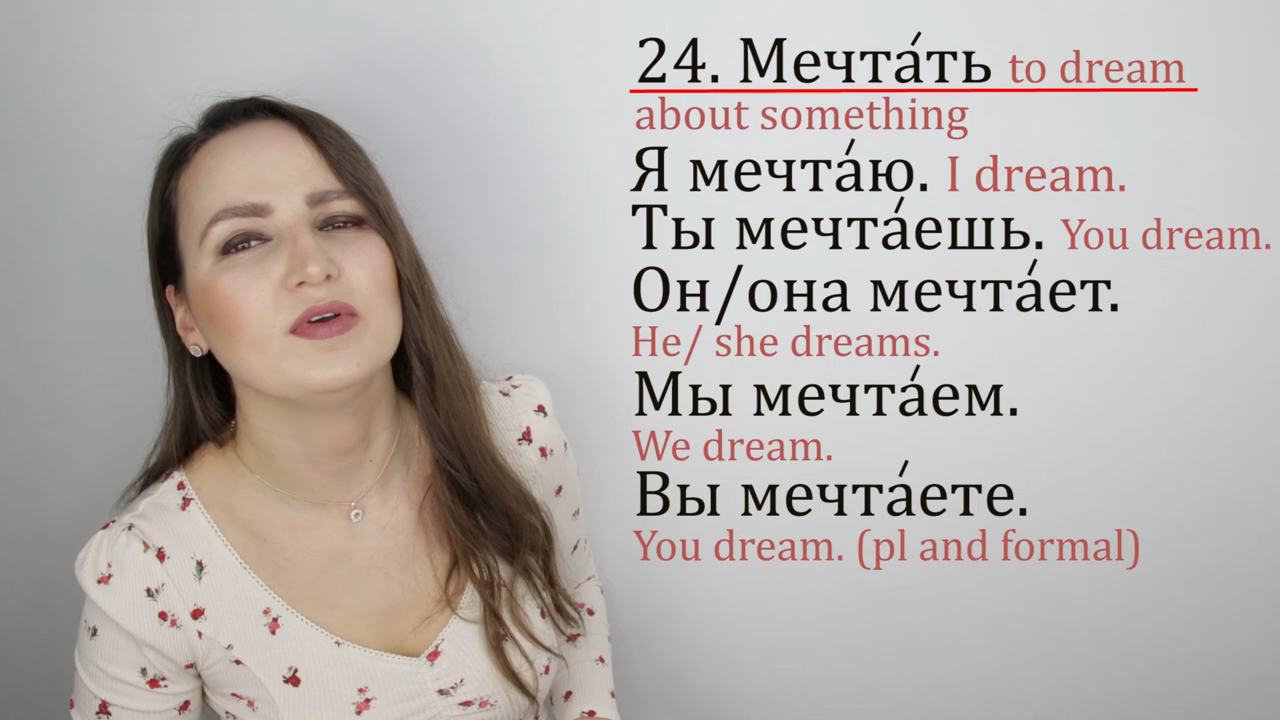 24. Мечта́ть to dream
about something
Я мечта́ю. I dream.
Ты мечта́ешь. You dream.
Он/она мечта́ет.
He/ she dreams.
Мы мечта́ем.
We dream.
Вы мечта́ете.
You dream. (pl and formal)